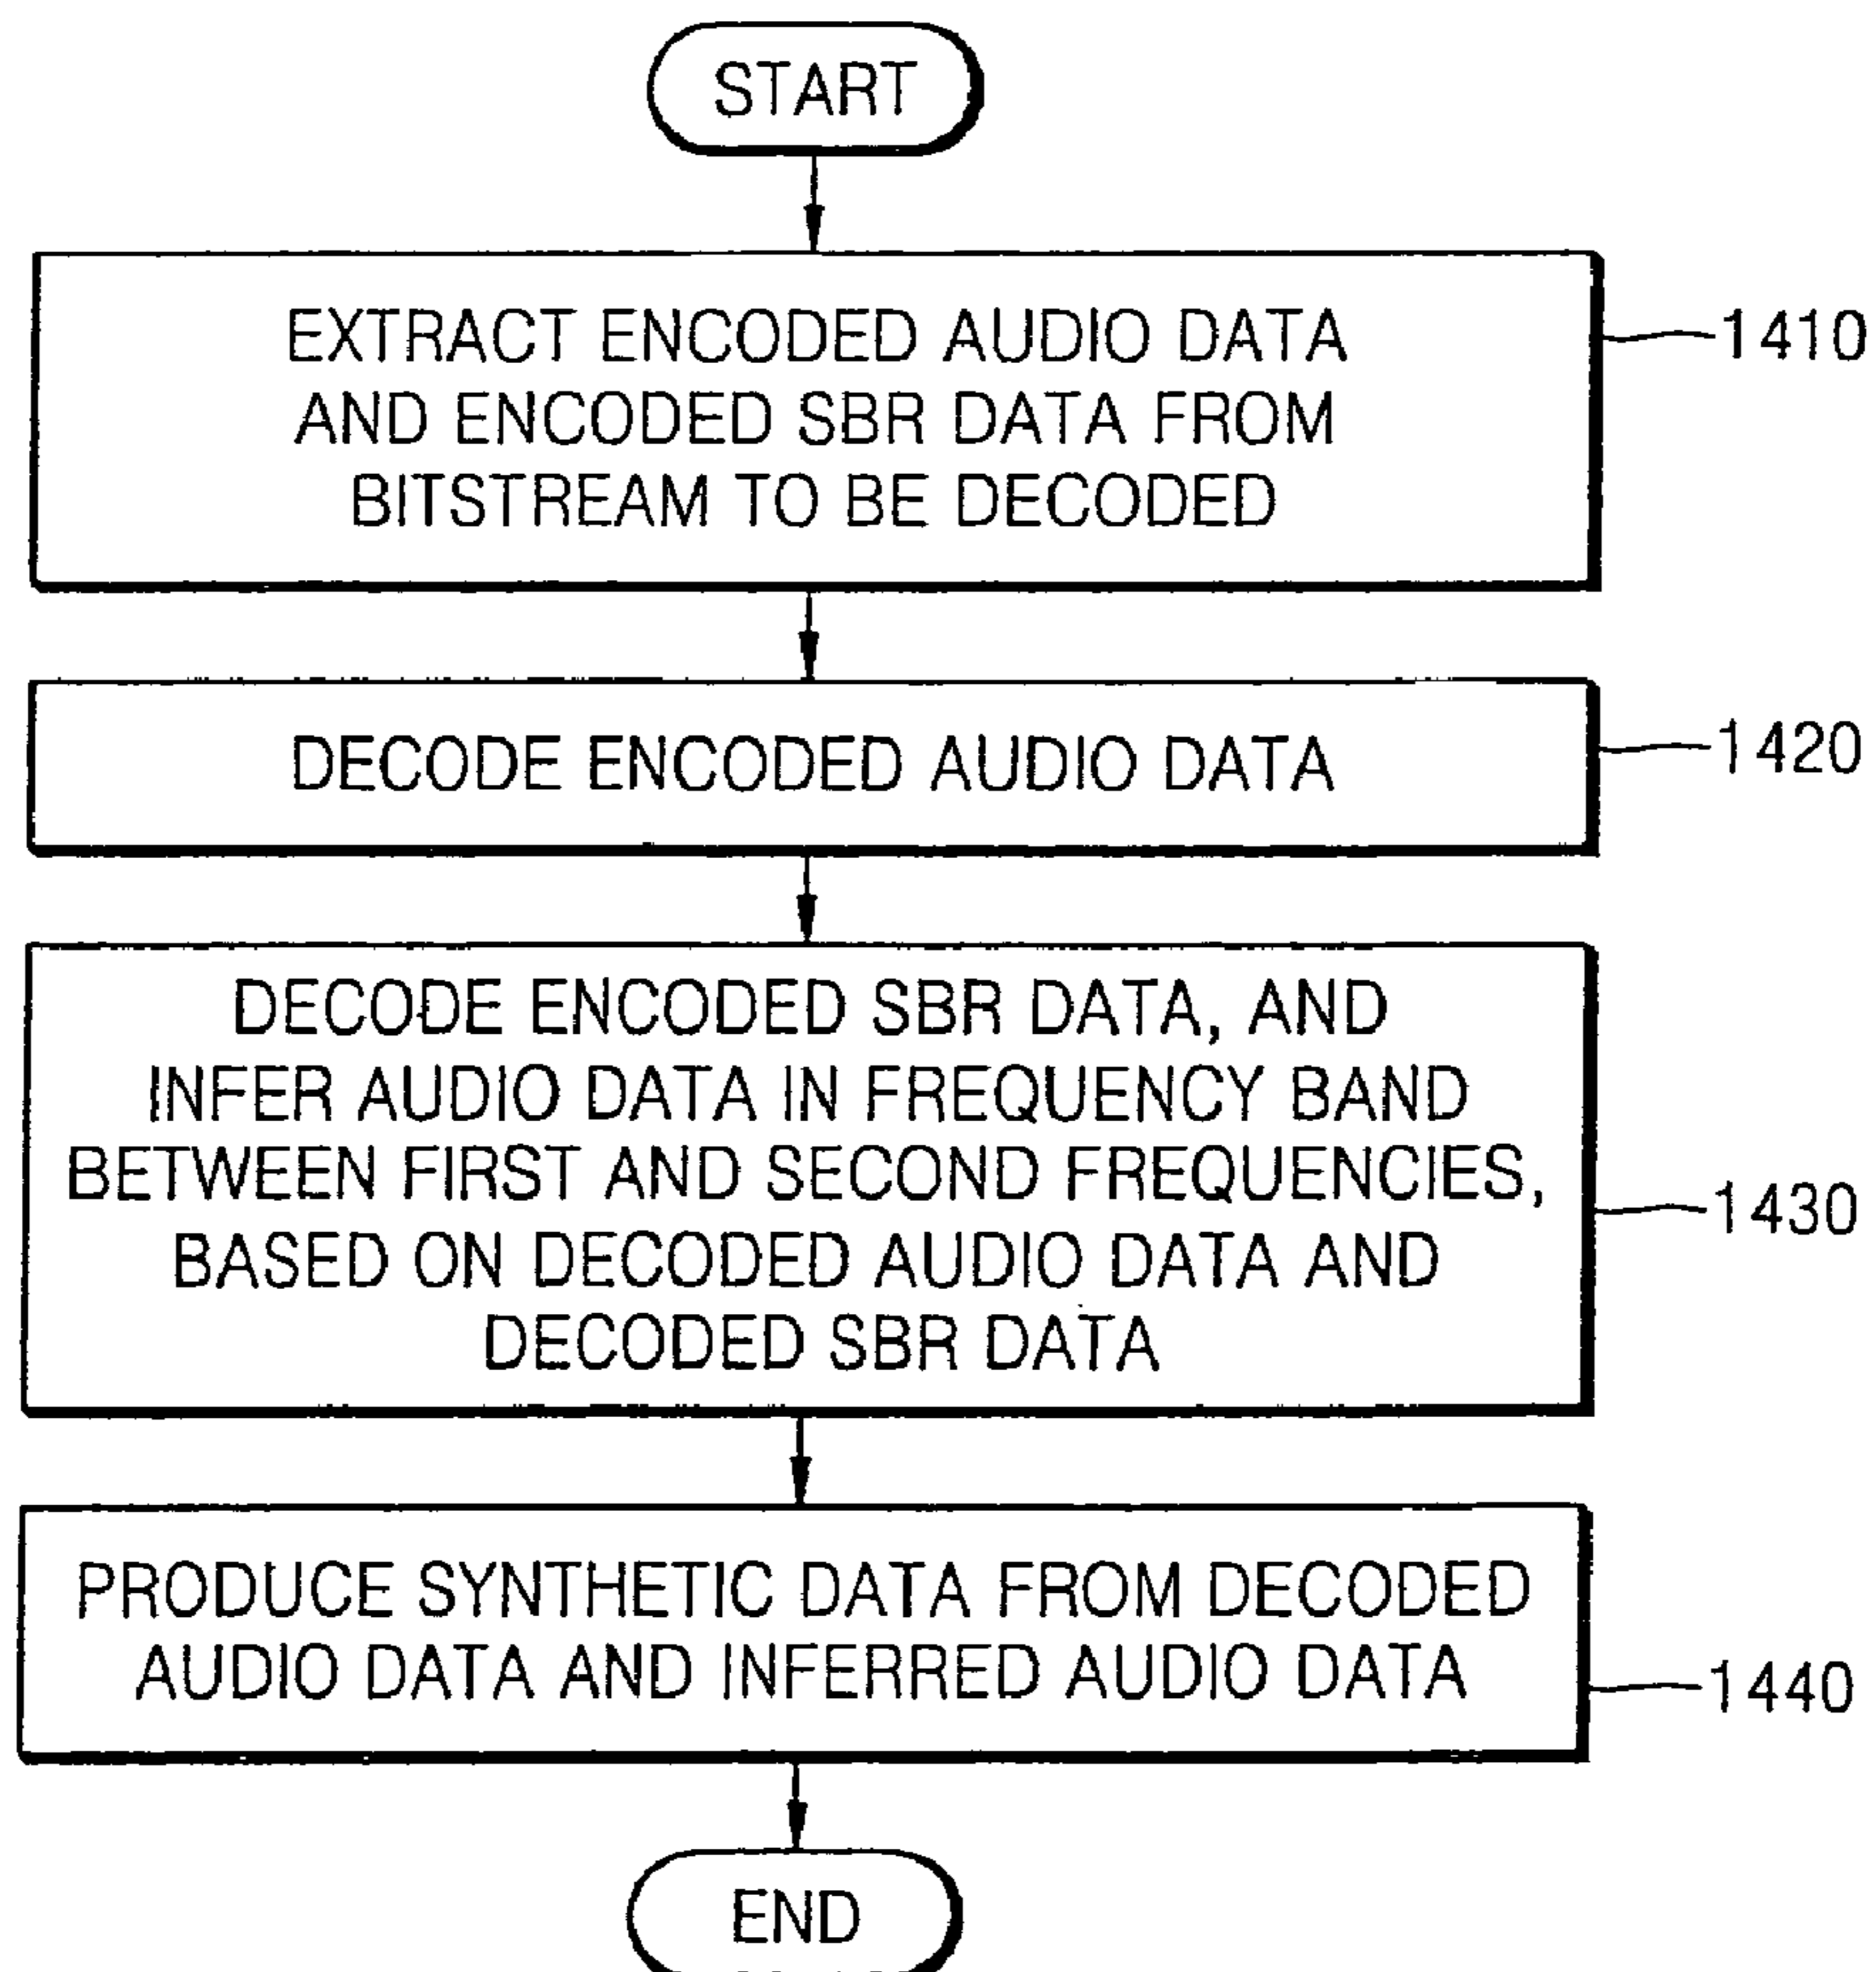 START
EXTRACT ENCODED AUDIO DATA
AND ENCODED SBR DATA FROM
BITSTREAM TO BE DECODED
1410
DECODE ENCODED AUDIO DATA
1420
DECODE ENCODED SBR DATA, AND
INFER AUDIO DATA IN FREQUENCY BAND
BETWEEN FIRST AND SECOND FREQUENCIES,
BASED ON DECODED AUDIO DATA AND
DECODED SBR DATA
1430
PRODUCE SYNTHETIC DATA FROM DECODED
AUDIO DATA AND INFERRED AUDIO DATA
1440
END